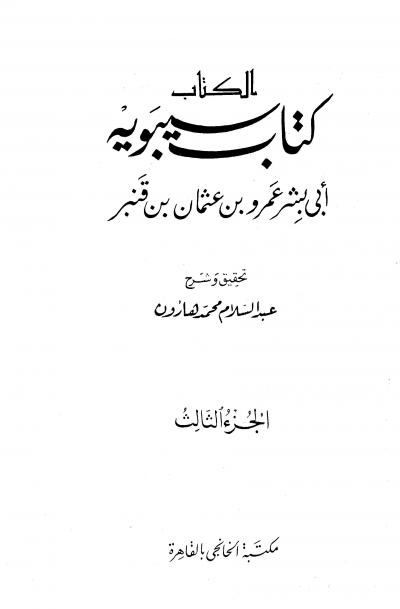 الكتاب
كتاب سيبويه
أبي بشر عمرو بن عثمان بن قنبر
تحقيق وشرح
عبد السلام محمد هارون
الجزء الثالث
مكتبة الخانجي بالقاهرة